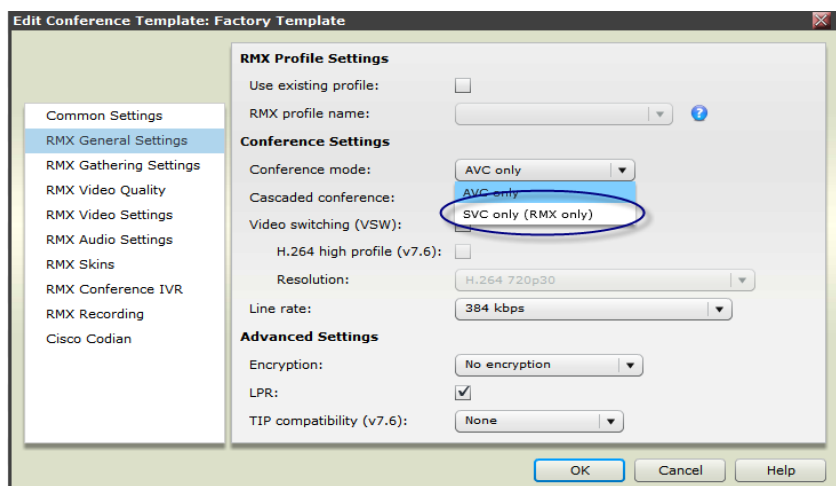 Edit Conference Template: Factory Template
Common Settings
RMX General Settings
RMX Gathering Settings
RMX Video Quality
RMX Video Settings
RMX Audio Settings
RMX Skins
RMX Conference IVR
RMX Recording
Cisco Codian
RMX Profile Settings
Use existing profile:
RMX profile name:
?
Conference Settings
Conference mode: AVC only
AVC only
SVC only (RMX only)
Cascaded conference:
Video switching (VSW):
H.264 high profile (v7.6):
Resolution: H.264 720p30
Line rate: 384 kbps
Advanced Settings
Encryption: No encryption
LPR:
TIP compatibility (v7.6): None
OK Cancel Help